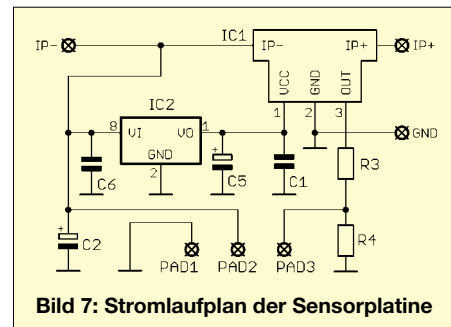 IP- IC1 IP- IP+ IP+
VCC GND OUT
IC2 1 2 3
8 VI VO 1 GND
GND R3
2
C6 C5 C1
+ +
C2 R4
PAD1 PAD2 PAD3
Bild 7: Stromlaufplan der Sensorplatine